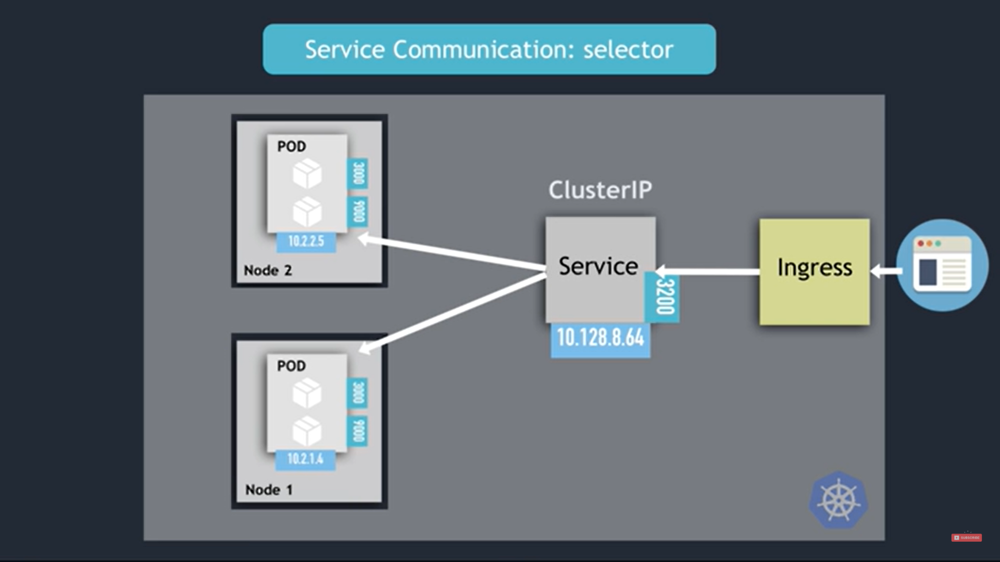 Service Communication: selector
POD
3000
9000
10.2.2.5
Node 2
ClusterIP
Service
3200
10.128.8.64
Ingress
POD
3000
9000
10.2.1.4
Node 1
SUBSCRIBE